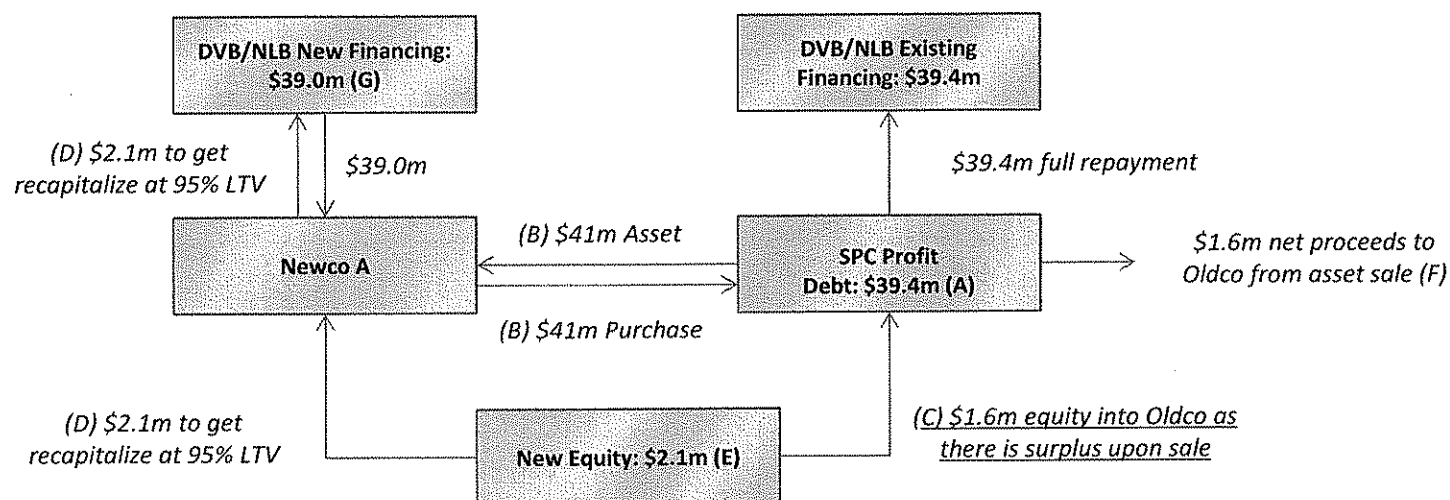 DVB/NLB New Financing:
$39.0m (G)
DVB/NLB Existing
Financing: $39.4m
(D) $2.1m to get
recapitalize at 95% LTV
$39.0m
$39.4m full repayment
Newco A
(B) $41m Asset
SPC Profit
Debt: $39.4m (A)
$1.6m net proceeds to
Oldco from asset sale (F)
(B) $41m Purchase
(D) $2.1m to get
recapitalize at 95% LTV
New Equity: $2.1m (E)
(C) $1.6m equity into Oldco as
there is surplus upon sale